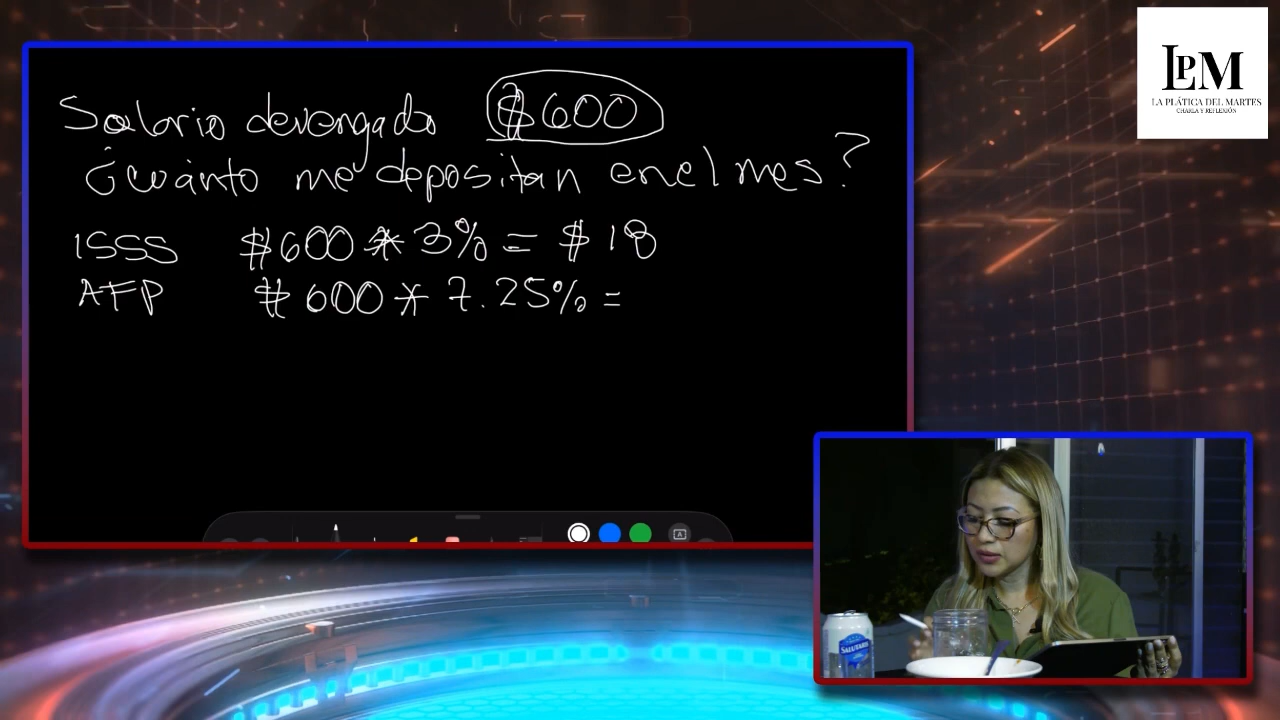 LPM
LA PLÁTICA DEL MARTES
CHARLA Y REFLEXIÓN
Salario devengado $600
¿cuánto me depositan en el mes?
ISSS $600 * 3% = $18
AFP $600 * 7.25% =
SALUTARIS